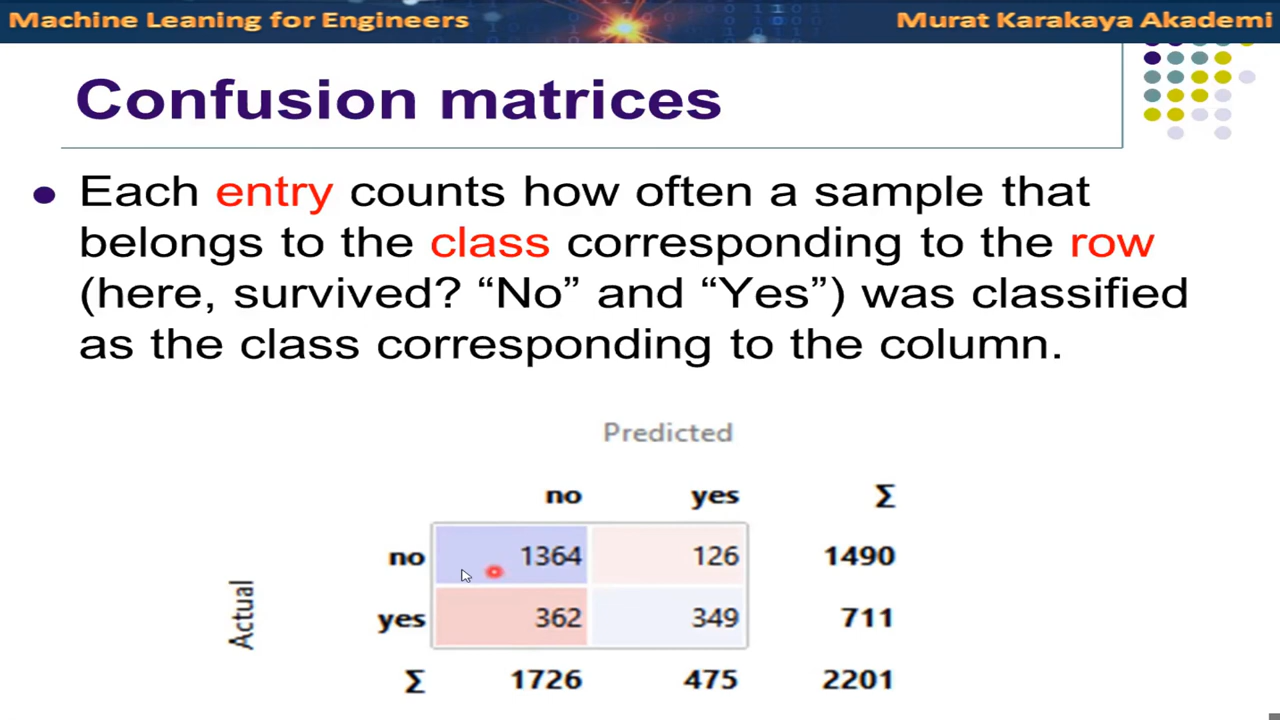 Machine Leaning for Engineers
Murat Karakaya Akademi
Confusion matrices
Each entry counts how often a sample that
belongs to the class corresponding to the row
(here, survived? “No” and “Yes”) was classified
as the class corresponding to the column.
Predicted
no yes Σ
no 1364 126 1490
Actual
yes 362 349 711
Σ 1726 475 2201